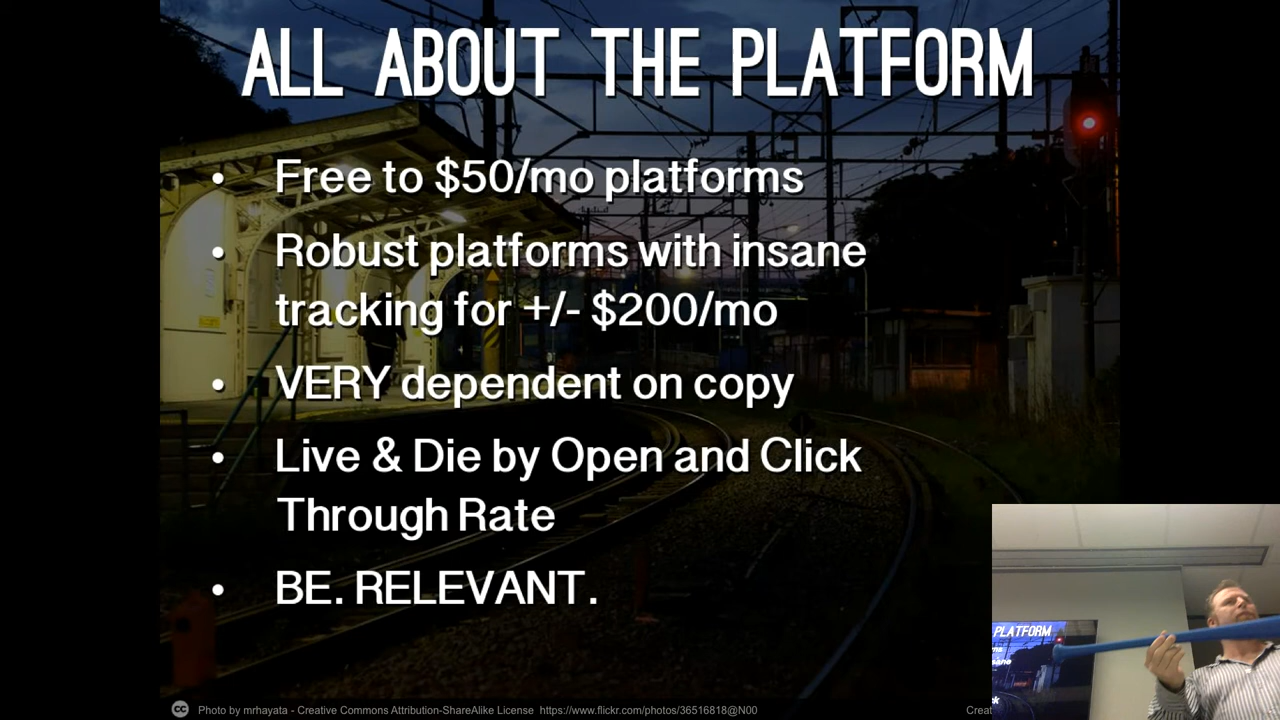 ALL ABOUT THE PLATFORM
• Free to $50/mo platforms
• Robust platforms with insane
tracking for +/- $200/mo
• VERY dependent on copy
• Live & Die by Open and Click
Through Rate
• BE. RELEVANT.
PLATFORM
cc Photo by mrhayata - Creative Commons Attribution-ShareAlike License https://www.flickr.com/photos/36516818@N00
Creat